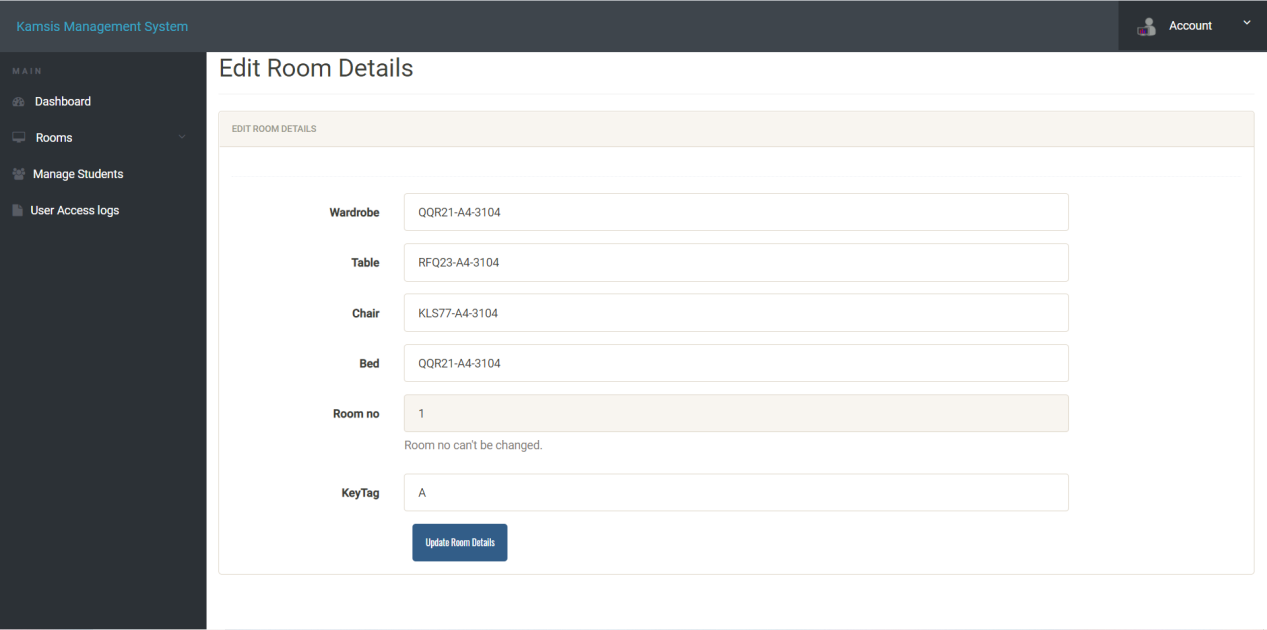 Kamsis Management System
Account
MAIN
Dashboard
Rooms
Manage Students
User Access logs
Edit Room Details
EDIT ROOM DETAILS
Wardrobe QQR21-A4-3104
Table RFQ23-A4-3104
Chair KLS77-A4-3104
Bed QQR21-A4-3104
Room no 1
Room no can't be changed.
KeyTag A
Update Room Details